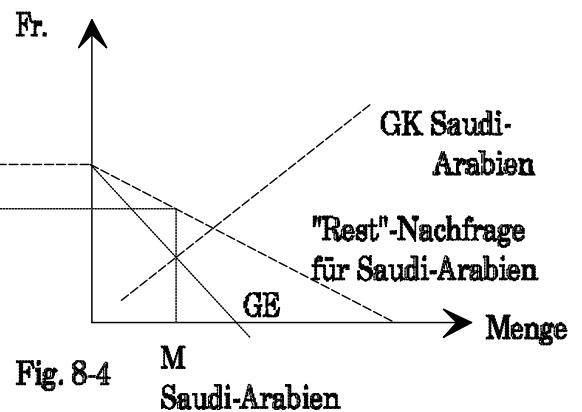 Fr.
GK Saudi-
Arabien
"Rest"-Nachfrage
für Saudi-Arabien
GE
Menge
M
Saudi-Arabien
Fig. 8-4